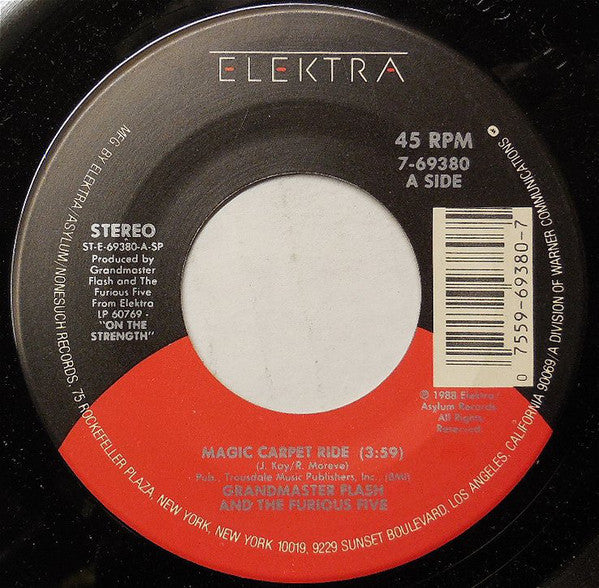 ELEKTRA
45 RPM
7-69380
A SIDE
STEREO
ST-E-69380-A-SP
Produced by
Grandmaster
Flash and The
Furious Five
From Elektra
LP 60769 -
"ON THE
STRENGTH"
0 7559-69380-7
℗ 1988 Elektra/
Asylum Records
All Rights
Reserved.
MAGIC CARPET RIDE (3:59)
(J. Kay/R. Moreve)
Pub., Trousdale Music Publishers, Inc., (BMI)
GRANDMASTER FLASH
AND THE FURIOUS FIVE
MFG BY ELEKTRA/ASYLUM/NONESUCH RECORDS, 75 ROCKEFELLER PLAZA, NEW YORK, NEW YORK 10019, 9229 SUNSET BOULEVARD, LOS ANGELES, CALIFORNIA 90069/A DIVISION OF WARNER COMMUNICATIONS